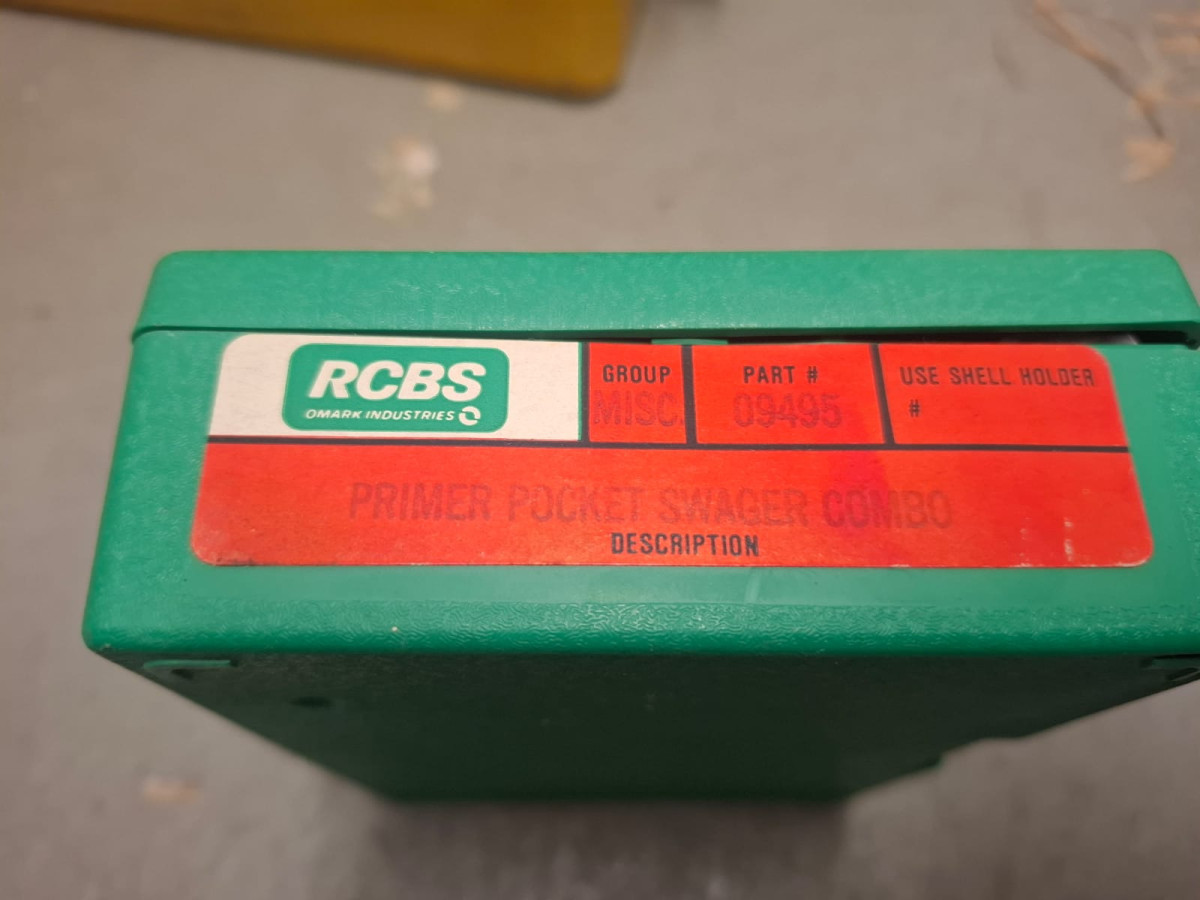 RCBS
OMARK INDUSTRIES
GROUP
MISC.
PART #
09495
USE SHELL HOLDER
#
PRIMER POCKET SWAGER COMBO
DESCRIPTION